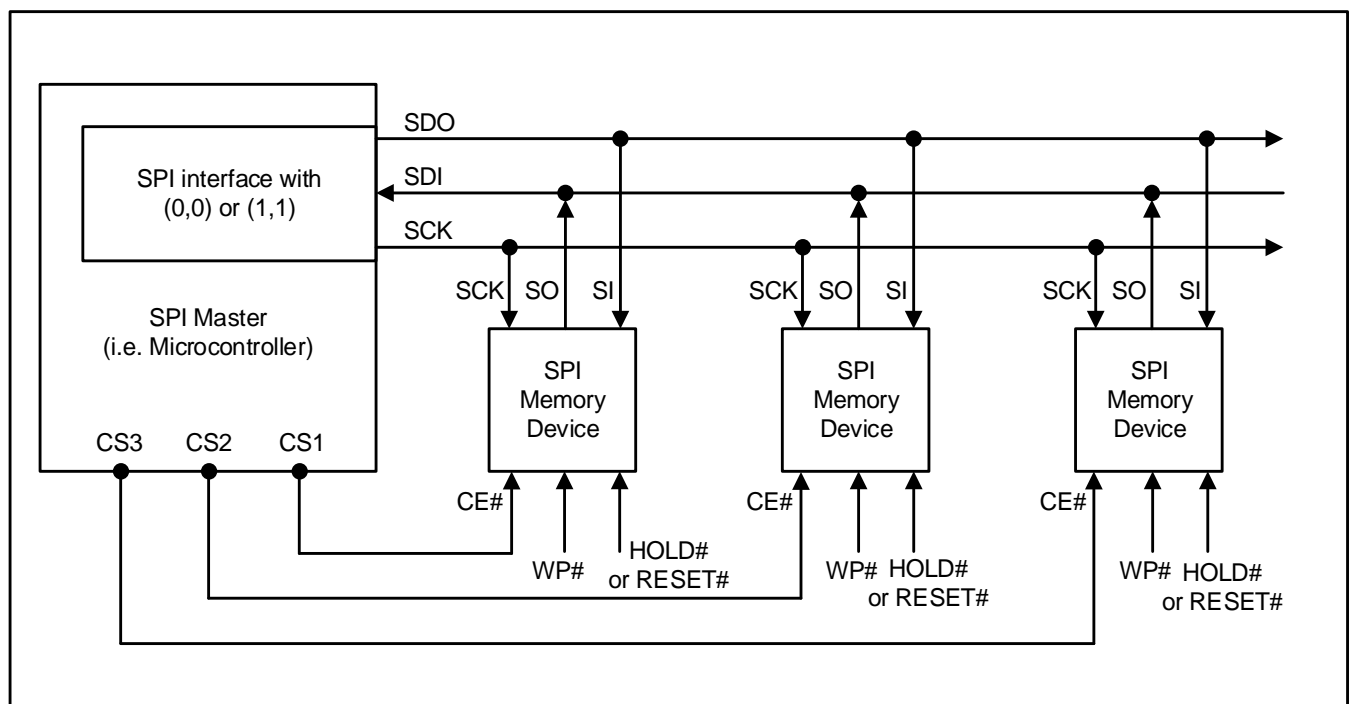 SDO
SDI
SCK
SPI interface with
(0,0) or (1,1)
SPI Master
(i.e. Microcontroller)
CS3 CS2 CS1
SCK SO SI
SPI
Memory
Device
CE#
WP#
HOLD#
or RESET#
SCK SO SI
SPI
Memory
Device
CE#
WP#
HOLD#
or RESET#
SCK SO SI
SPI
Memory
Device
CE#
WP#
HOLD#
or RESET#